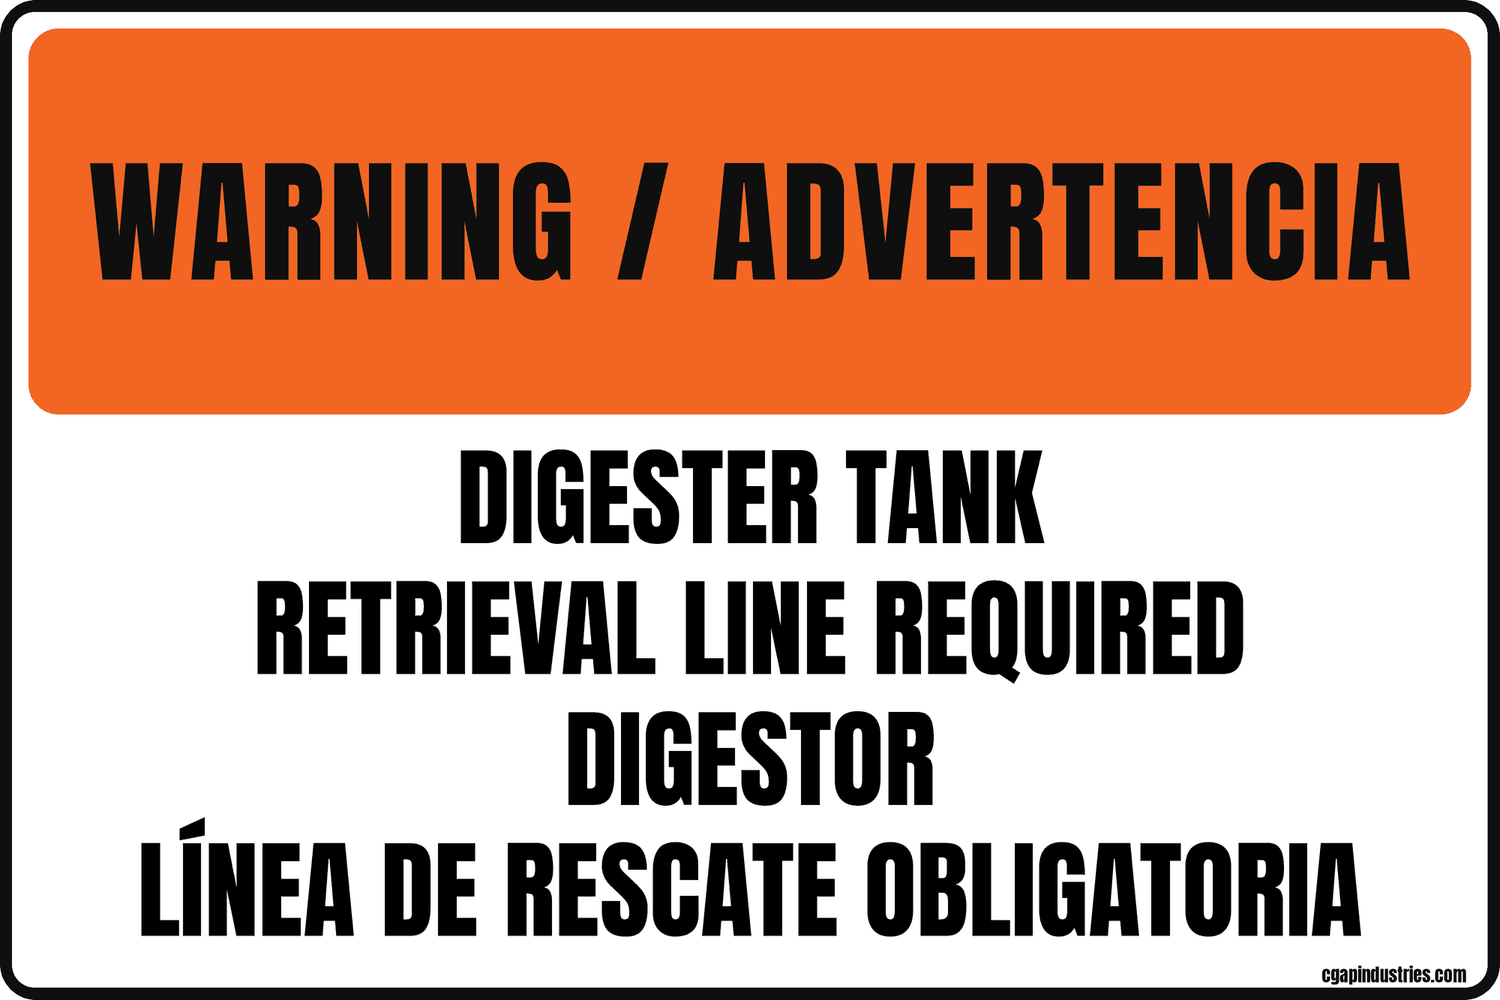 WARNING / ADVERTENCIA
DIGESTER TANK
RETRIEVAL LINE REQUIRED
DIGESTOR
LÍNEA DE RESCATE OBLIGATORIA
cgapindustries.com